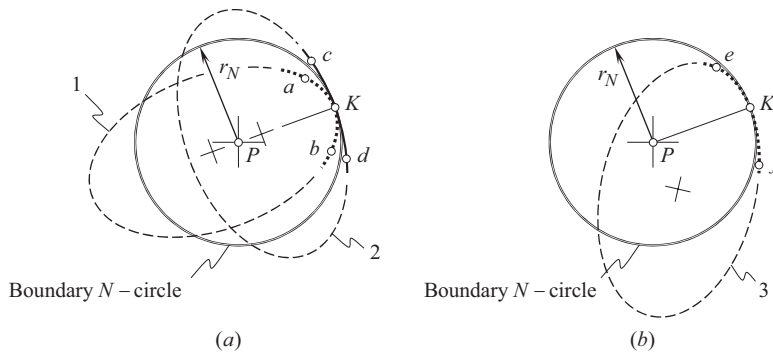 c
1
r_N
a
K
b
P
d
2
Boundary N – circle
(a)
e
r_N
K
P
3
Boundary N – circle
(b)